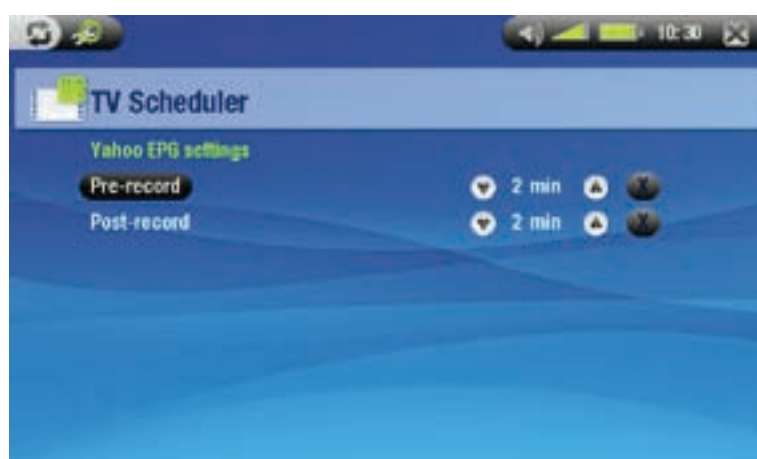 10:30
TV Scheduler
Yahoo EPG settings
Pre-record 2 min X
Post-record 2 min X